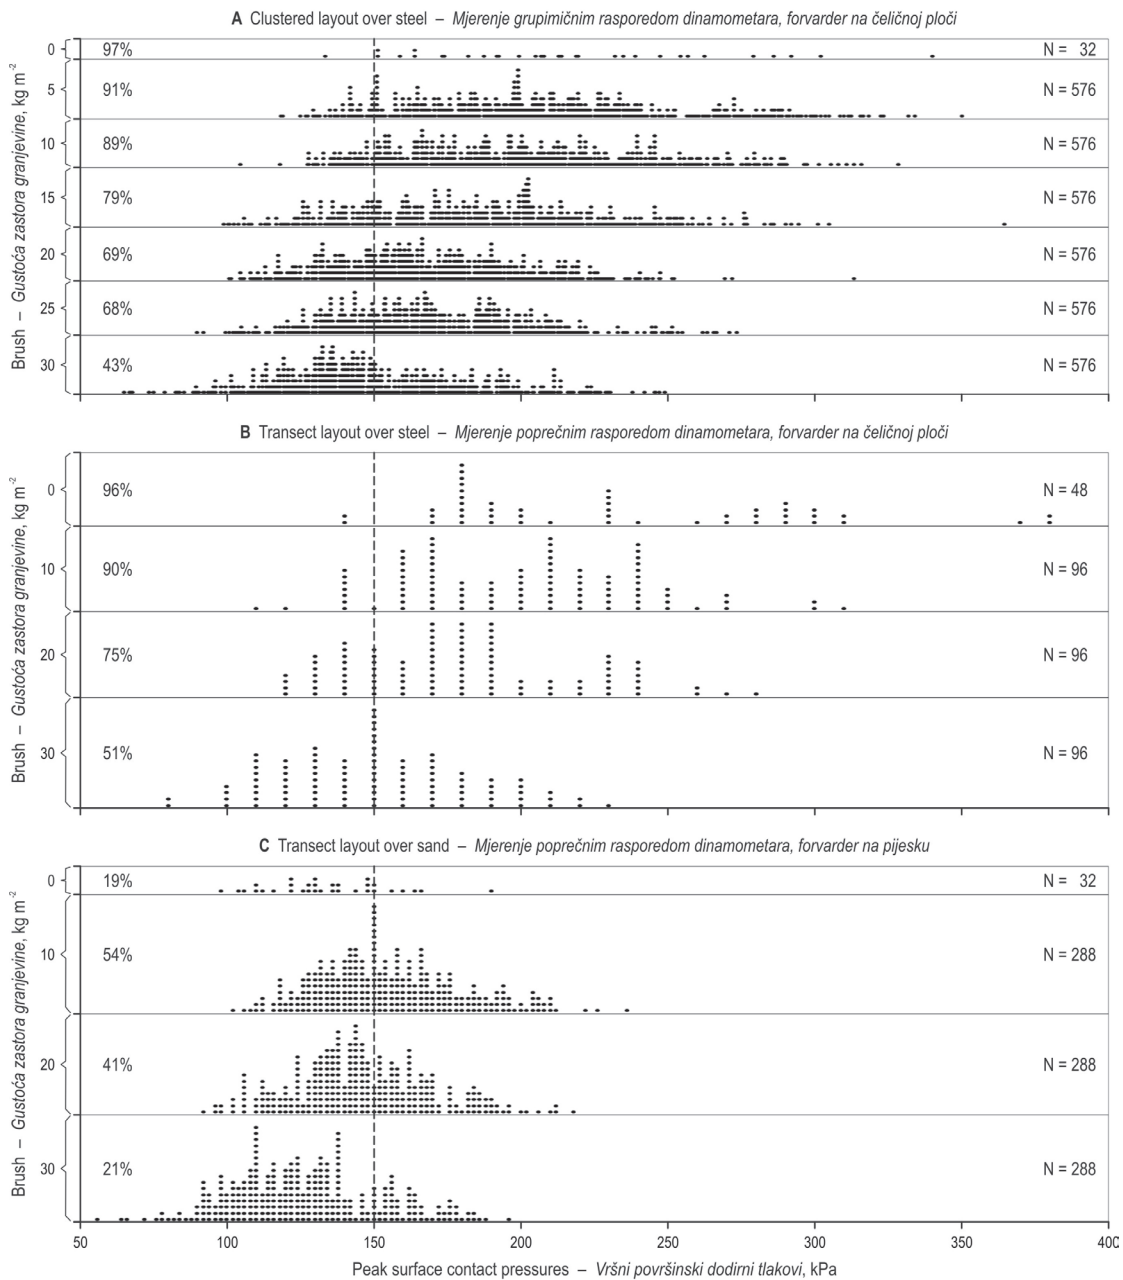 A Clustered layout over steel – Mjerenje grupimičnim rasporedom dinamometara, forvarder na čeličnoj ploči
Brush – Gustoća zastora granjevine, kg m-2
0 97% N = 32
5 91% N = 576
10 89% N = 576
15 79% N = 576
20 69% N = 576
25 68% N = 576
30 43% N = 576
100 150 200 250 300 350
B Transect layout over steel – Mjerenje poprečnim rasporedom dinamometara, forvarder na čeličnoj ploči
Brush – Gustoća zastora granjevine, kg m-2
0 96% N = 48
10 90% N = 96
20 75% N = 96
30 51% N = 96
C Transect layout over sand – Mjerenje poprečnim rasporedom dinamometara, forvarder na pijesku
Brush – Gustoća zastora granjevine, kg m-2
0 19% N = 32
10 54% N = 288
20 41% N = 288
30 21% N = 288
50 100 150 200 250 300 350 400
Peak surface contact pressures – Vršni površinski dodirni tlakovi, kPa